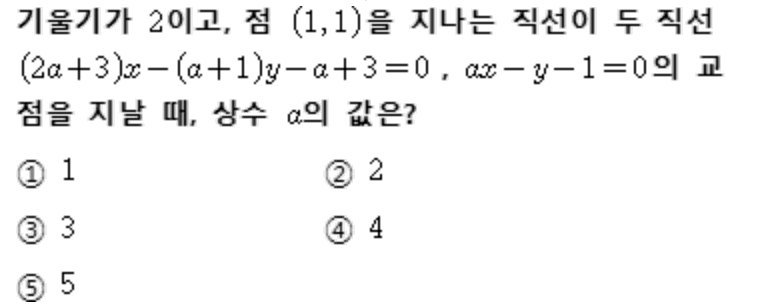 기울기가 2이고, 점 (1,1)을 지나는 직선이 두 직선
(2a+3)x−(a+1)y−a+3=0 , ax−y−1=0의 교
점을 지날 때, 상수 a의 값은?
① 1 ② 2
③ 3 ④ 4
⑤ 5